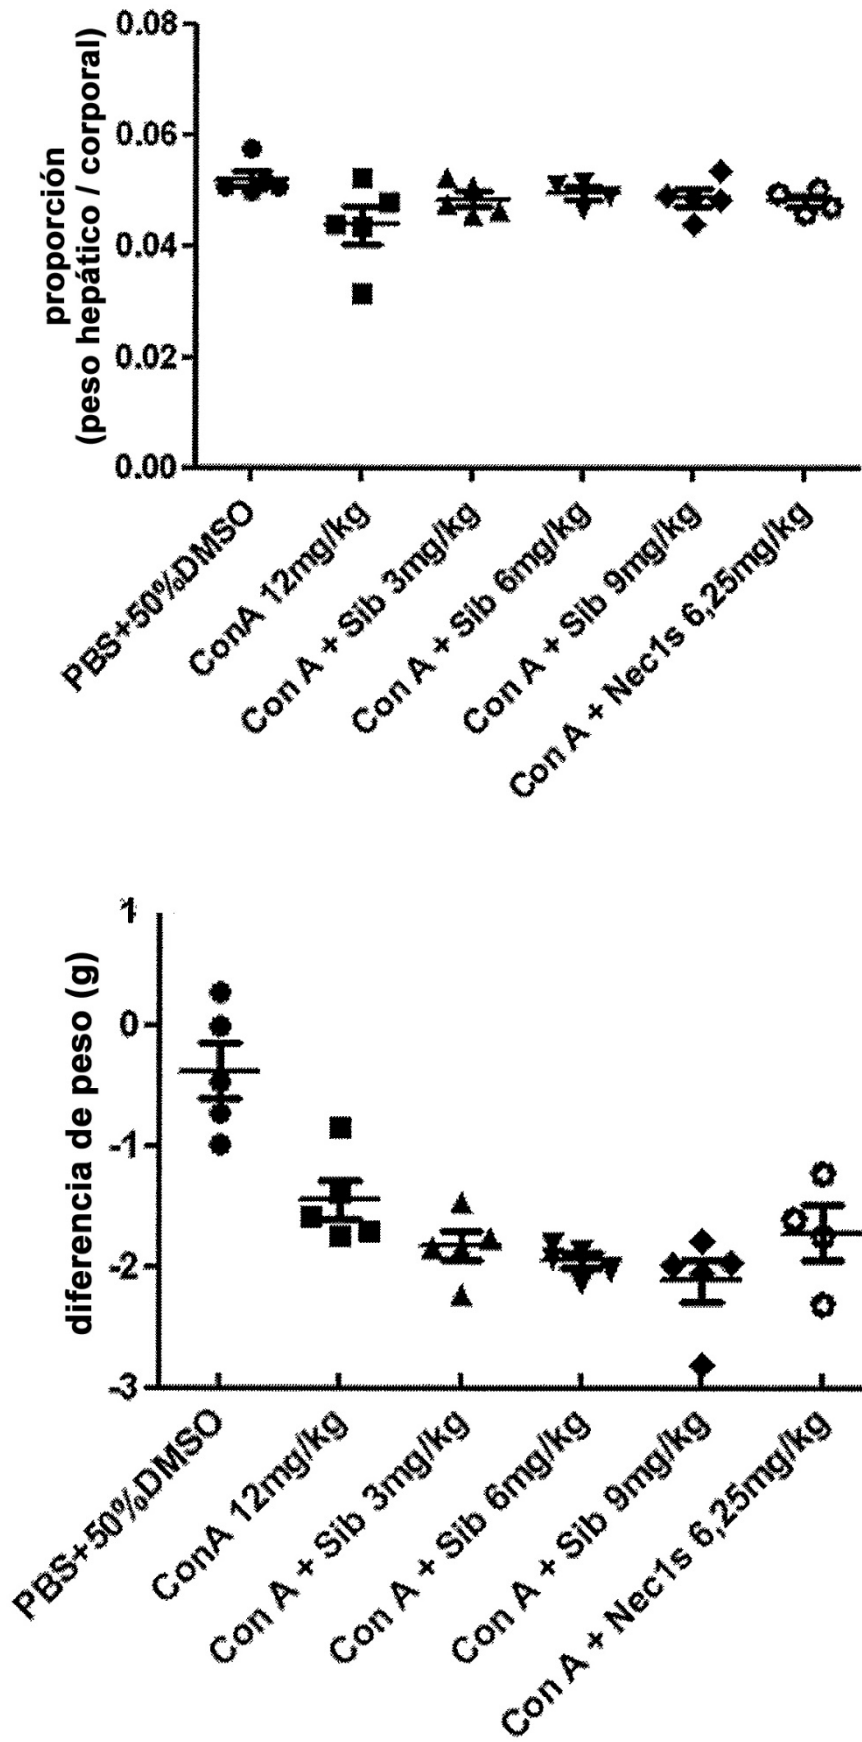 proporción
(peso hepático / corporal)
0.08
0.06
0.04
0.02
0.00
PBS+50%DMSO
ConA 12mg/kg
Con A + Sib 3mg/kg
Con A + Sib 6mg/kg
Con A + Sib 9mg/kg
Con A + Nec1s 6,25mg/kg
diferencia de peso (g)
1
0
-1
-2
-3
PBS+50%DMSO
ConA 12mg/kg
Con A + Sib 3mg/kg
Con A + Sib 6mg/kg
Con A + Sib 9mg/kg
Con A + Nec1s 6,25mg/kg